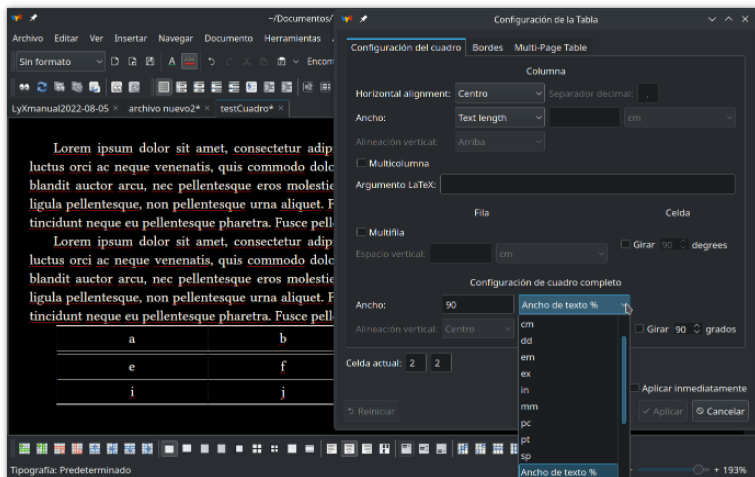 ~/Documentos/
Archivo Editar Ver Insertar Navegar Documento Herramientas
Sin formato
Encont
LyXmanual2022-08-05 × archivo nuevo2* × testCuadro* ×
Lorem ipsum dolor sit amet, consectetur adip
luctus orci ac neque venenatis, quis commodo dolo
blandit auctor arcu, nec pellentesque eros molestie
ligula pellentesque, non pellentesque urna aliquet. F
tincidunt neque eu pellentesque pharetra. Fusce pell
Lorem ipsum dolor sit amet, consectetur adip
luctus orci ac neque venenatis, quis commodo dolo
blandit auctor arcu, nec pellentesque eros molestie
ligula pellentesque, non pellentesque urna aliquet. F
tincidunt neque eu pellentesque pharetra. Fusce pell
a b
e f
i j
Tipografía: Predeterminado
Configuración de la Tabla
Configuración del cuadro Bordes Multi-Page Table
Columna
Horizontal alignment: Centro Separador decimal: .
Ancho: Text length cm
Alineación vertical: Arriba
Multicolumna
Argumento LaTeX:
Fila Celda
Multifila
Girar 90 degrees
Espacio vertical: cm
Configuración de cuadro completo
Ancho: 90 Ancho de texto %
Alineación vertical: Centro Girar 90 grados
cm
dd
em
ex
in
mm
pc
pt
sp
Ancho de texto %
Celda actual: 2 2
Aplicar inmediatamente
Reiniciar Aplicar Cancelar
193%